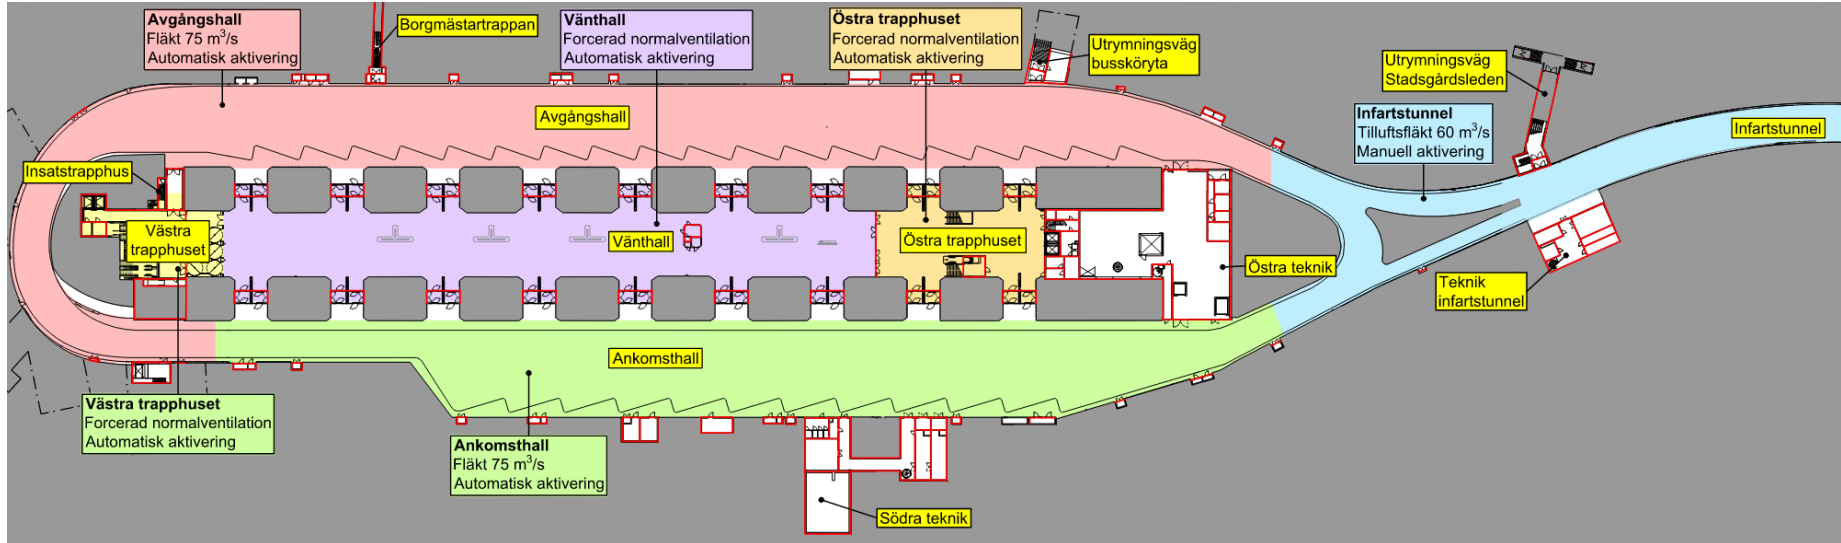 Avgångshall
Fläkt 75 m³/s
Automatisk aktivering
Borgmästartrappan
Vänthall
Forcerad normalventilation
Automatisk aktivering
Östra trapphuset
Forcerad normalventilation
Automatisk aktivering
Utrymningsväg
bussköryta
Utrymningsväg
Stadsgårdsleden
Infartstunnel
Tilluftsfläkt 60 m³/s
Manuell aktivering
Infartstunnel
Avgångshall
Insatstrapphus
Västra
trapphuset
Vänthall
Östra trapphuset
Östra teknik
Teknik
infartstunnel
Ankomsthall
Västra trapphuset
Forcerad normalventilation
Automatisk aktivering
Ankomsthall
Fläkt 75 m³/s
Automatisk aktivering
Södra teknik